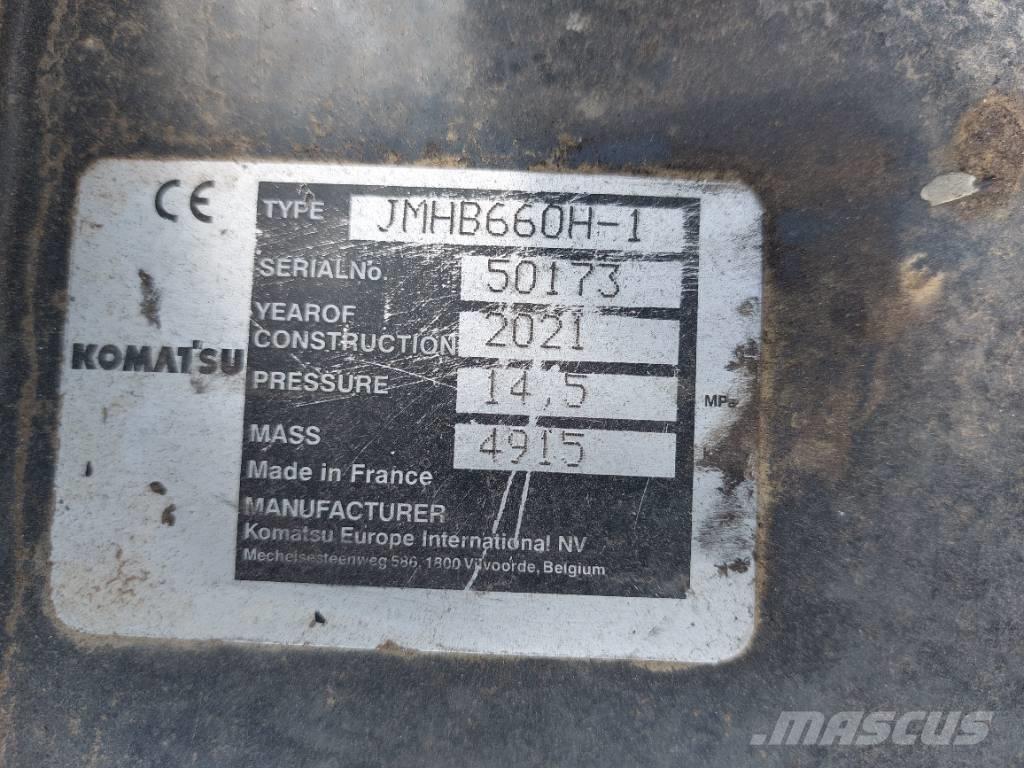 CE
TYPE JMHB660H-1
SERIALNo. 50173
YEAROF
CONSTRUCTION 2021
KOMATSU
PRESSURE 14,5 MPa
MASS 4915
Made in France
MANUFACTURER
Komatsu Europe International NV
Mechelsesteenweg 586, 1800 Vilvoorde, Belgium
MASCUS